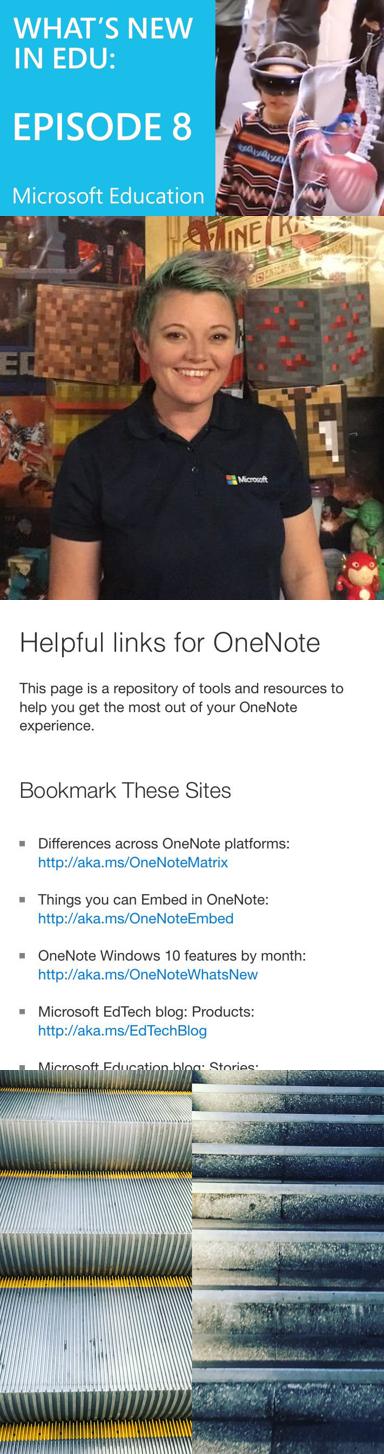 WHAT'S NEW
IN EDU:
EPISODE 8
Microsoft Education
MINE
Microsoft
Helpful links for OneNote
This page is a repository of tools and resources to
help you get the most out of your OneNote
experience.
Bookmark These Sites
Differences across OneNote platforms:
http://aka.ms/OneNoteMatrix
Things you can Embed in OneNote:
http://aka.ms/OneNoteEmbed
OneNote Windows 10 features by month:
http://aka.ms/OneNoteWhatsNew
Microsoft EdTech blog: Products:
http://aka.ms/EdTechBlog
Microsoft Education blog: Stories: